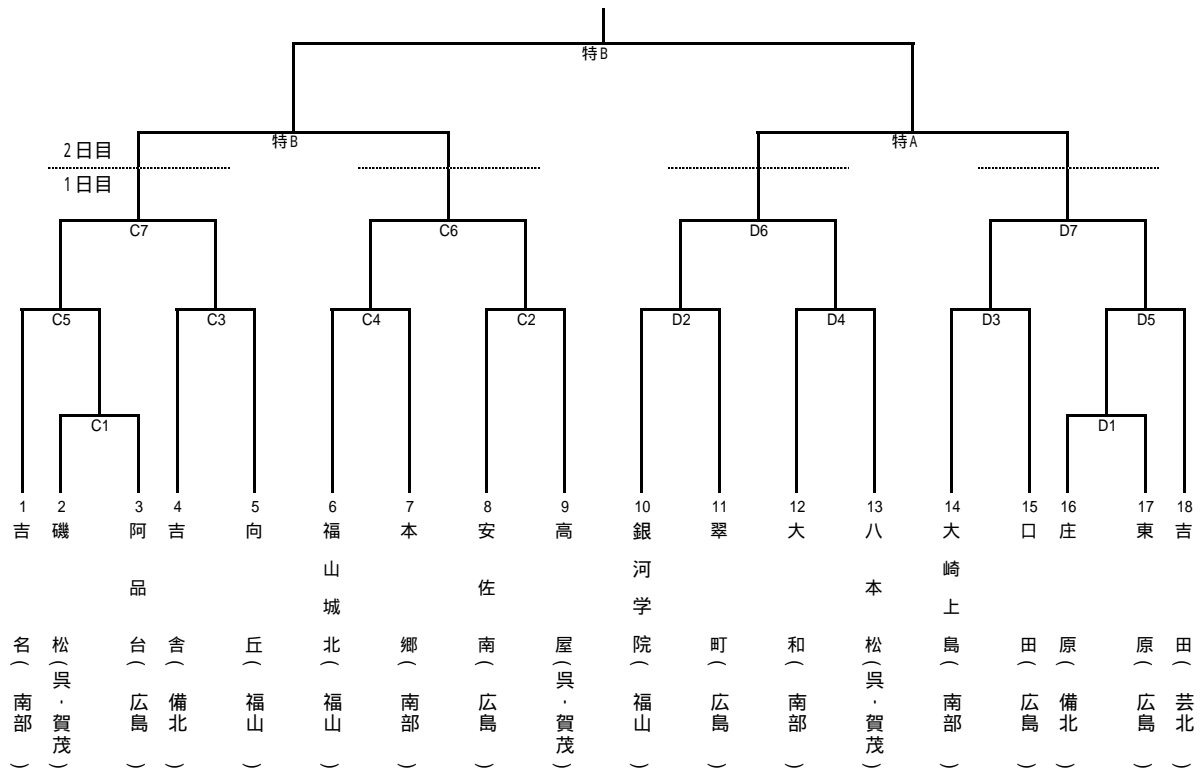 特B
特B
特A
2日目
1日目
C7
C6
D6
D7
C5
C3
C4
C2
D2
D4
D3
D5
C1
D1
1 吉名(南部)
2 磯松(呉・賀茂)
3 阿品台(広島)
4 吉舎(備北)
5 向丘(福山)
6 福山城北(福山)
7 本郷(南部)
8 安佐南(広島)
9 高屋(呉・賀茂)
10 銀河学院(福山)
11 翠町(広島)
12 大和(南部)
13 八本松(呉・賀茂)
14 大崎上島(南部)
15 口田(広島)
16 庄原(備北)
17 東原(広島)
18 吉田(芸北)